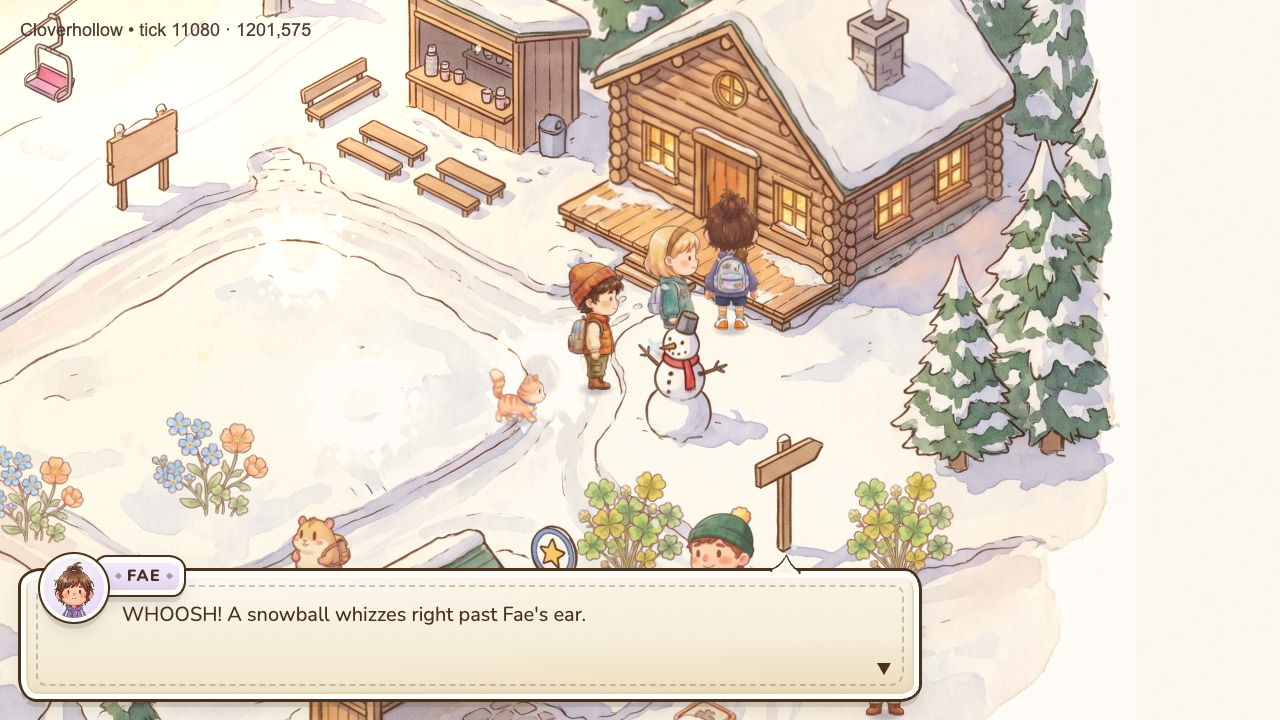 Cloverhollow • tick 11080 · 1201,575
FAE
WHOOSH! A snowball whizzes right past Fae's ear.